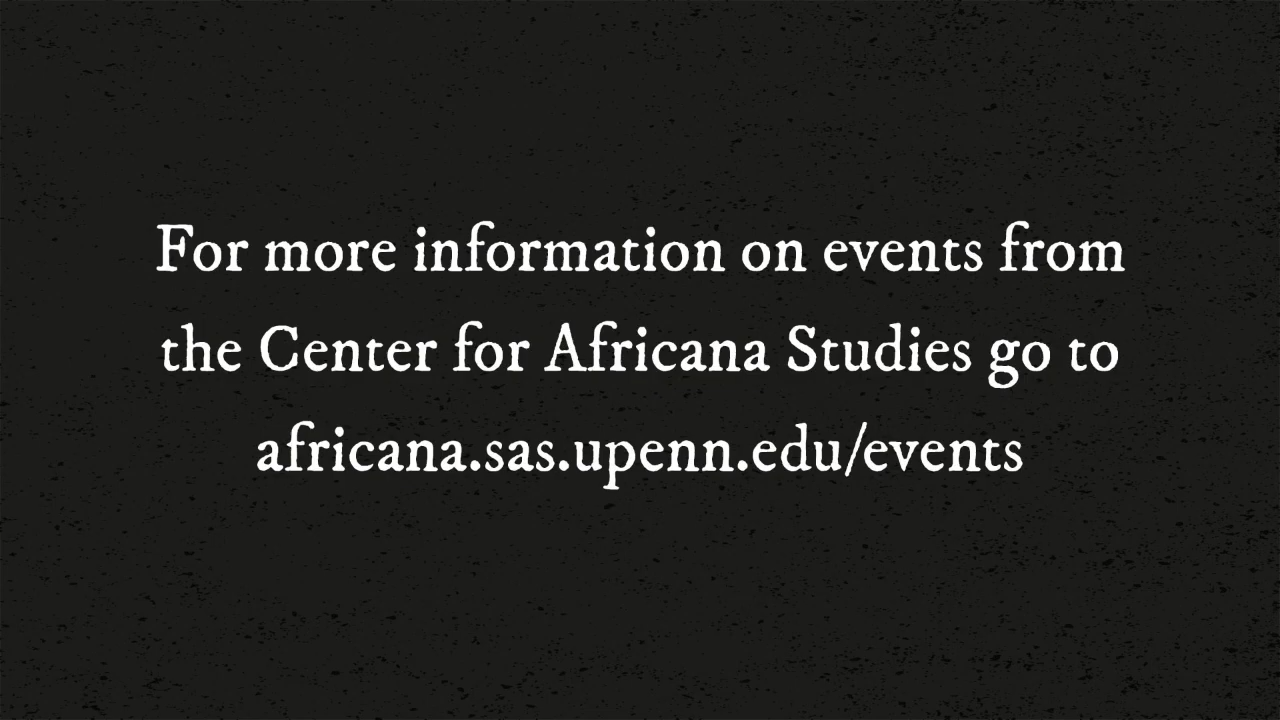 For more information on events from
the Center for Africana Studies go to
africana.sas.upenn.edu/events